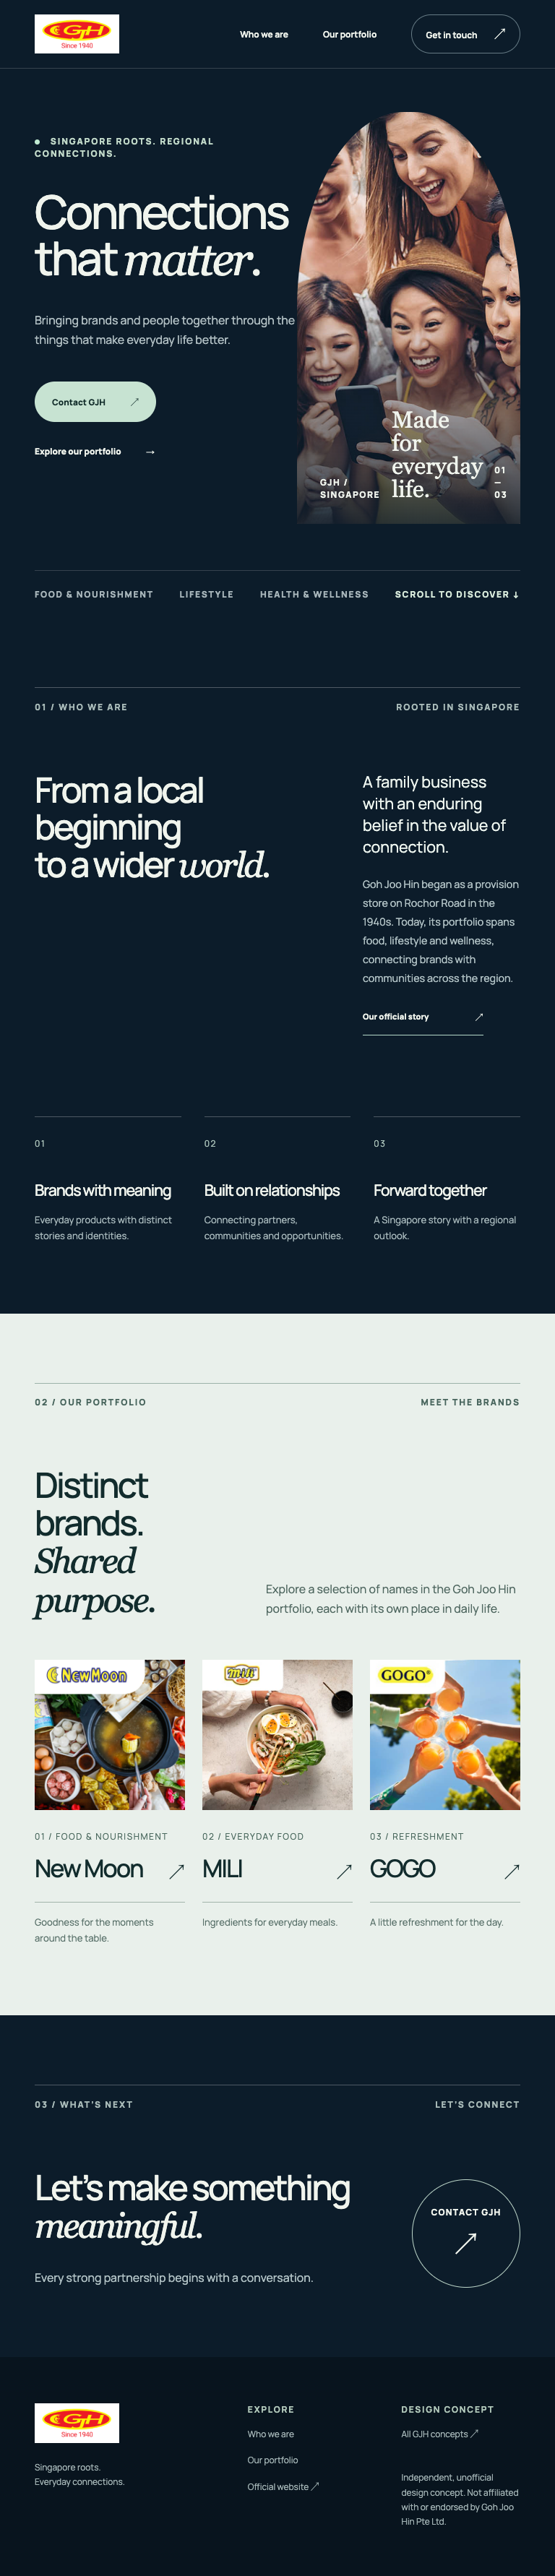 GJH
Since 1940
Who we are
Our portfolio
Get in touch ↗
SINGAPORE ROOTS. REGIONAL
CONNECTIONS.
Connections
that matter.
Bringing brands and people together through the
things that make everyday life better.
Contact GJH ↗
Explore our portfolio →
GJH /
SINGAPORE
Made
for
everyday
life.
01
—
03
FOOD & NOURISHMENT
LIFESTYLE
HEALTH & WELLNESS
SCROLL TO DISCOVER ↓
01 / WHO WE ARE
ROOTED IN SINGAPORE
From a local
beginning
to a wider world.
A family business
with an enduring
belief in the value of
connection.
Goh Joo Hin began as a provision
store on Rochor Road in the
1940s. Today, its portfolio spans
food, lifestyle and wellness,
connecting brands with
communities across the region.
Our official story ↗
01
Brands with meaning
Everyday products with distinct
stories and identities.
02
Built on relationships
Connecting partners,
communities and opportunities.
03
Forward together
A Singapore story with a regional
outlook.
02 / OUR PORTFOLIO
MEET THE BRANDS
Distinct
brands.
Shared
purpose.
Explore a selection of names in the Goh Joo Hin
portfolio, each with its own place in daily life.
New Moon
01 / FOOD & NOURISHMENT
New Moon ↗
Goodness for the moments
around the table.
mili
02 / EVERYDAY FOOD
MILI ↗
Ingredients for everyday meals.
GOGO®
03 / REFRESHMENT
GOGO ↗
A little refreshment for the day.
03 / WHAT'S NEXT
LET'S CONNECT
Let's make something
meaningful.
Every strong partnership begins with a conversation.
CONTACT GJH
↗
GJH
Since 1940
Singapore roots.
Everyday connections.
EXPLORE
Who we are
Our portfolio
Official website ↗
DESIGN CONCEPT
All GJH concepts ↗
Independent, unofficial
design concept. Not affiliated
with or endorsed by Goh Joo
Hin Pte Ltd.